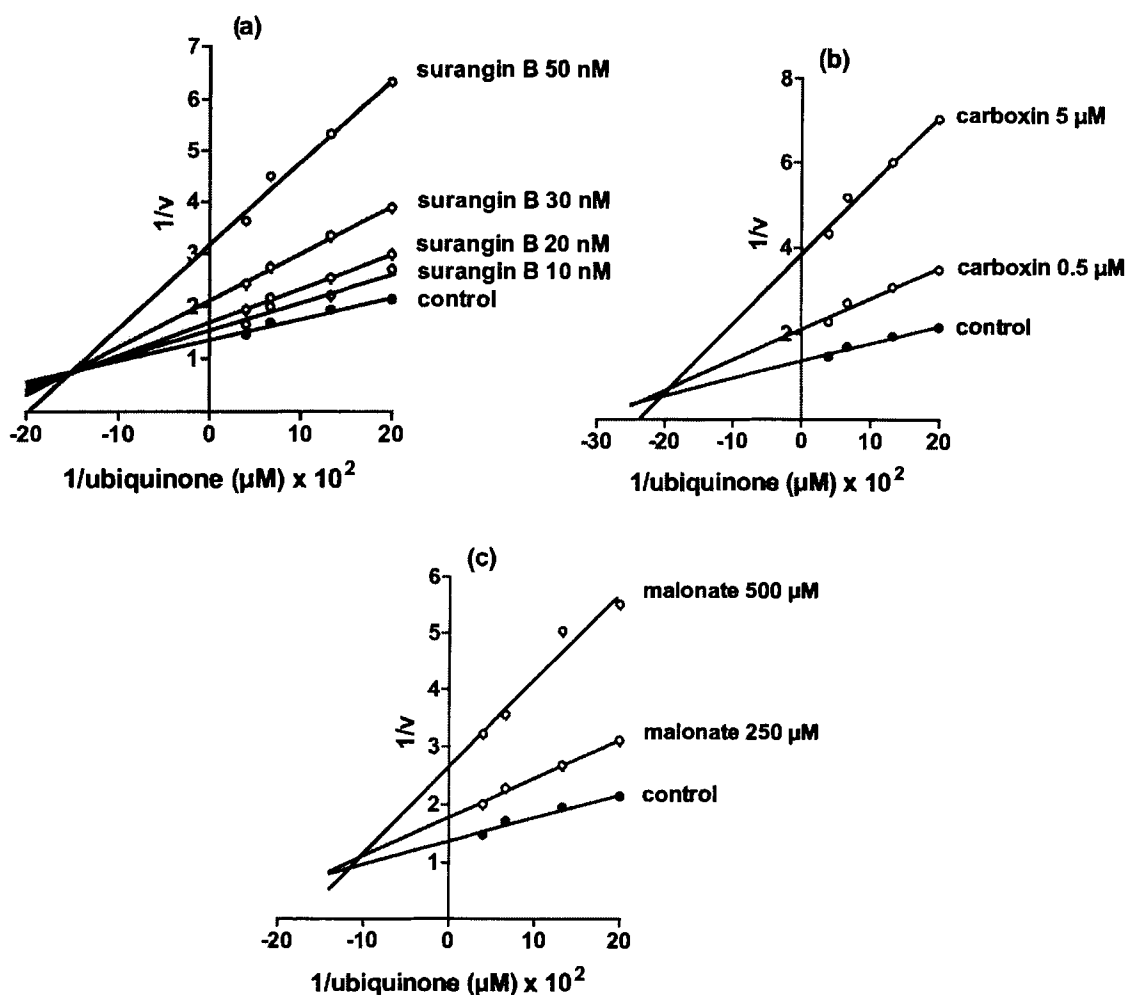 (a)
7
6
5
4
3
2
1
1/v
surangin B 50 nM
surangin B 30 nM
surangin B 20 nM
surangin B 10 nM
control
-20 -10 0 10 20
1/ubiquinone (µM) x 10²
(b)
8
6
4
2
1/v
carboxin 5 µM
carboxin 0.5 µM
control
-30 -20 -10 0 10 20
1/ubiquinone (µM) x 10²
(c)
6
5
4
3
2
1
1/v
malonate 500 µM
malonate 250 µM
control
-20 -10 0 10 20
1/ubiquinone (µM) x 10²